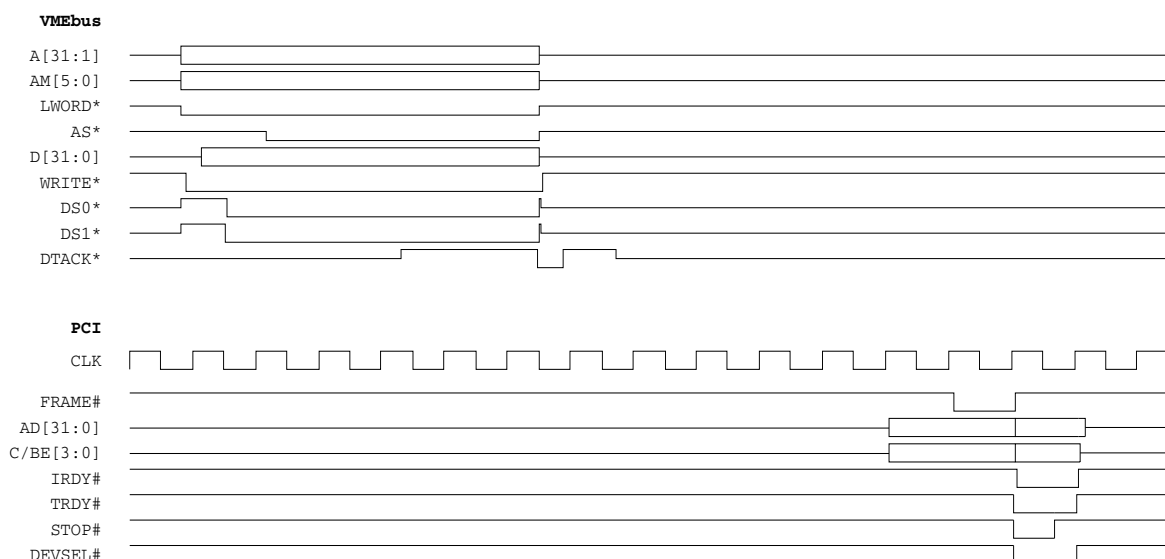 VMEbus
A[31:1]
AM[5:0]
LWORD*
AS*
D[31:0]
WRITE*
DS0*
DS1*
DTACK*
PCI
CLK
FRAME#
AD[31:0]
C/BE[3:0]
IRDY#
TRDY#
STOP#
DEVSEL#